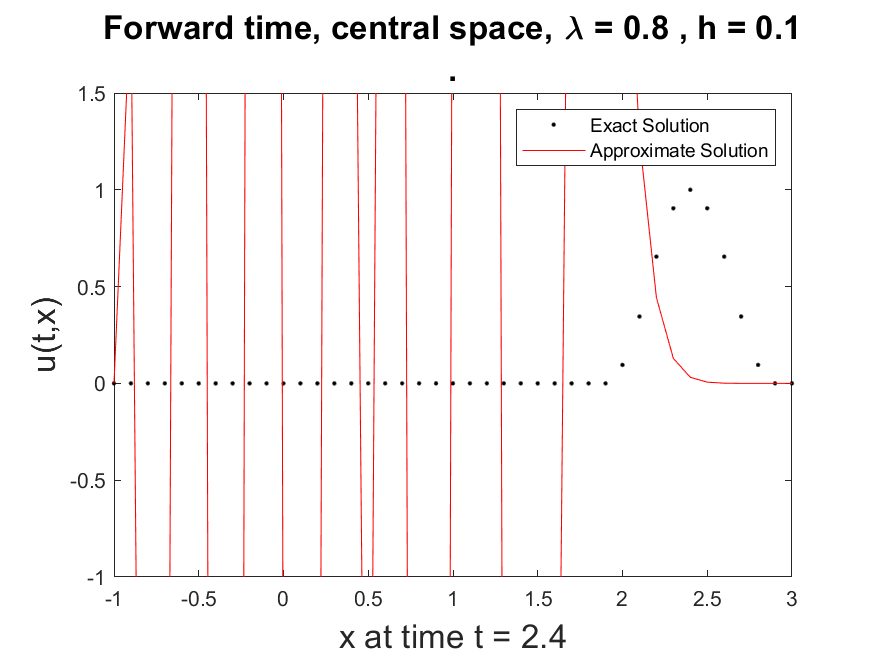 Forward time, central space, λ = 0.8 , h = 0.1
.
1.5
1
0.5
0
-0.5
-1
u(t,x)
Exact Solution
Approximate Solution
-1 -0.5 0 0.5 1 1.5 2 2.5 3
x at time t = 2.4